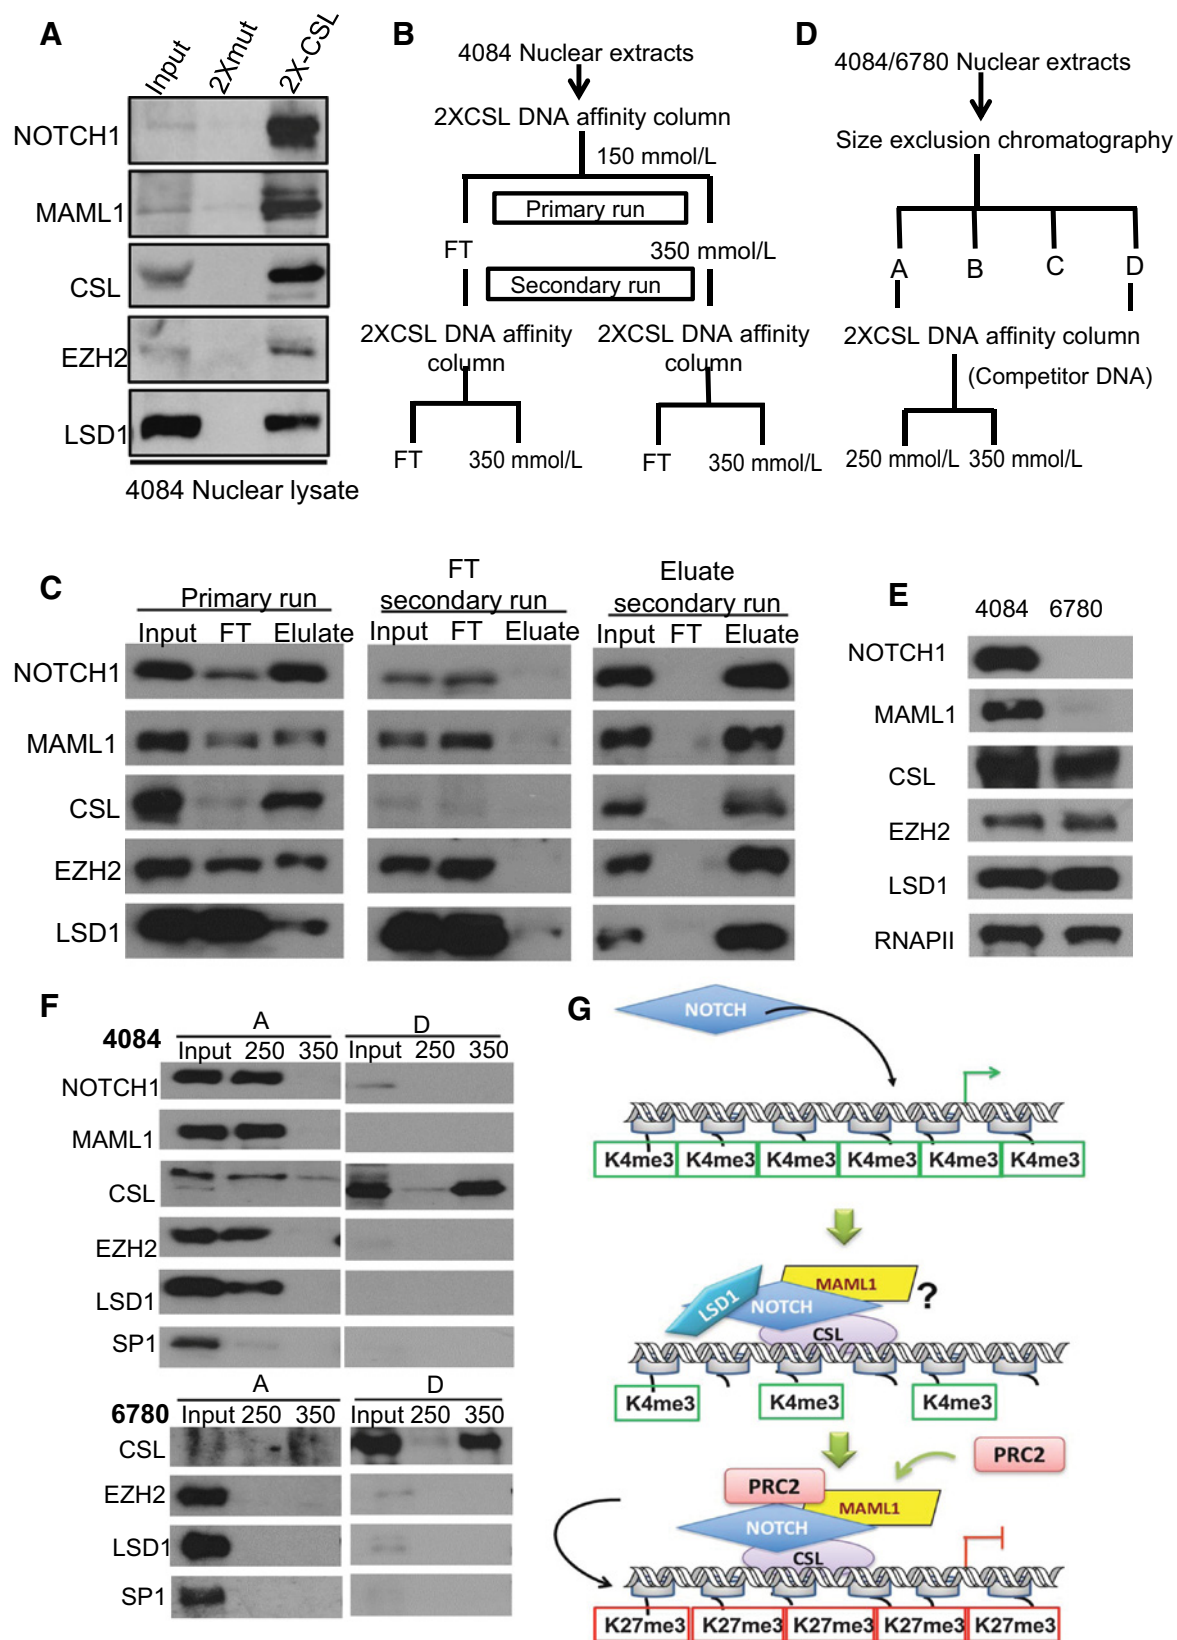 A
Input
2Xmut
2X-CSL
NOTCH1
MAML1
CSL
EZH2
LSD1
4084 Nuclear lysate
B
4084 Nuclear extracts
2XCSL DNA affinity column
150 mmol/L
Primary run
FT
350 mmol/L
Secondary run
2XCSL DNA affinity
column
2XCSL DNA affinity
column
FT
350 mmol/L
FT
350 mmol/L
D
4084/6780 Nuclear extracts
Size exclusion chromatography
A
B
C
D
2XCSL DNA affinity column
(Competitor DNA)
250 mmol/L
350 mmol/L
C
Primary run
Input FT Elulate
FT
secondary run
Input FT Eluate
Eluate
secondary run
Input FT Eluate
NOTCH1
MAML1
CSL
EZH2
LSD1
E
4084 6780
NOTCH1
MAML1
CSL
EZH2
LSD1
RNAPII
F
4084
A
Input 250 350
D
Input 250 350
NOTCH1
MAML1
CSL
EZH2
LSD1
SP1
6780
A
Input 250 350
D
Input 250 350
CSL
EZH2
LSD1
SP1
G
NOTCH
K4me3 K4me3 K4me3 K4me3 K4me3 K4me3
LSD1
NOTCH
MAML1
?
CSL
K4me3 K4me3 K4me3
PRC2
PRC2
MAML1
NOTCH
CSL
K27me3 K27me3 K27me3 K27me3 K27me3